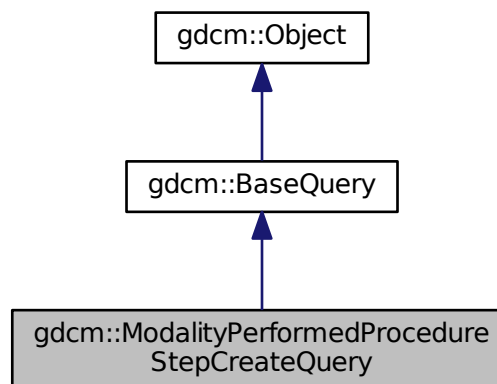 gdcm::Object
gdcm::BaseQuery
gdcm::ModalityPerformedProcedure
StepCreateQuery